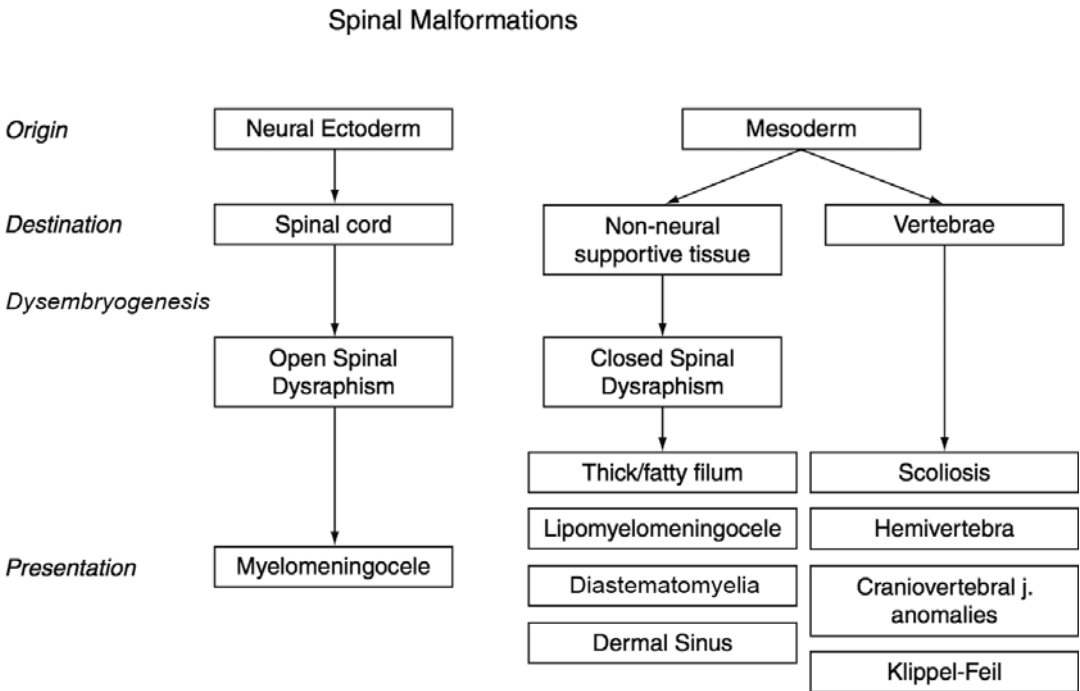 Spinal Malformations
Origin
Neural Ectoderm
Mesoderm
Destination
Spinal cord
Non-neural
supportive tissue
Vertebrae
Dysembryogenesis
Open Spinal
Dysraphism
Closed Spinal
Dysraphism
Thick/fatty filum
Scoliosis
Lipomyelomeningocele
Hemivertebra
Presentation
Myelomeningocele
Diastematomyelia
Craniovertebral j.
anomalies
Dermal Sinus
Klippel-Feil